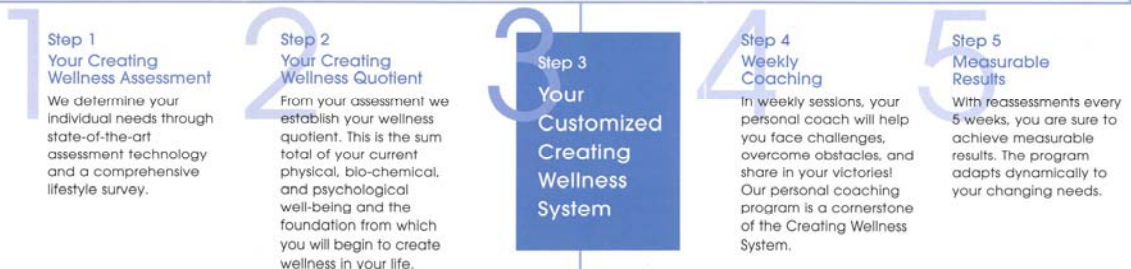 1
Step 1
Your Creating
Wellness Assessment
We determine your
individual needs through
state-of-the-art
assessment technology
and a comprehensive
lifestyle survey.
2
Step 2
Your Creating
Wellness Quotient
From your assessment we
establish your wellness
quotient. This is the sum
total of your current
physical, bio-chemical,
and psychological
well-being and the
foundation from which
you will begin to create
wellness in your life.
3
Step 3
Your
Customized
Creating
Wellness
System
4
Step 4
Weekly
Coaching
In weekly sessions, your
personal coach will help
you face challenges,
overcome obstacles, and
share in your victories!
Our personal coaching
program is a cornerstone
of the Creating Wellness
System.
5
Step 5
Measurable
Results
With reassessments every
5 weeks, you are sure to
achieve measurable
results. The program
adapts dynamically to
your changing needs.